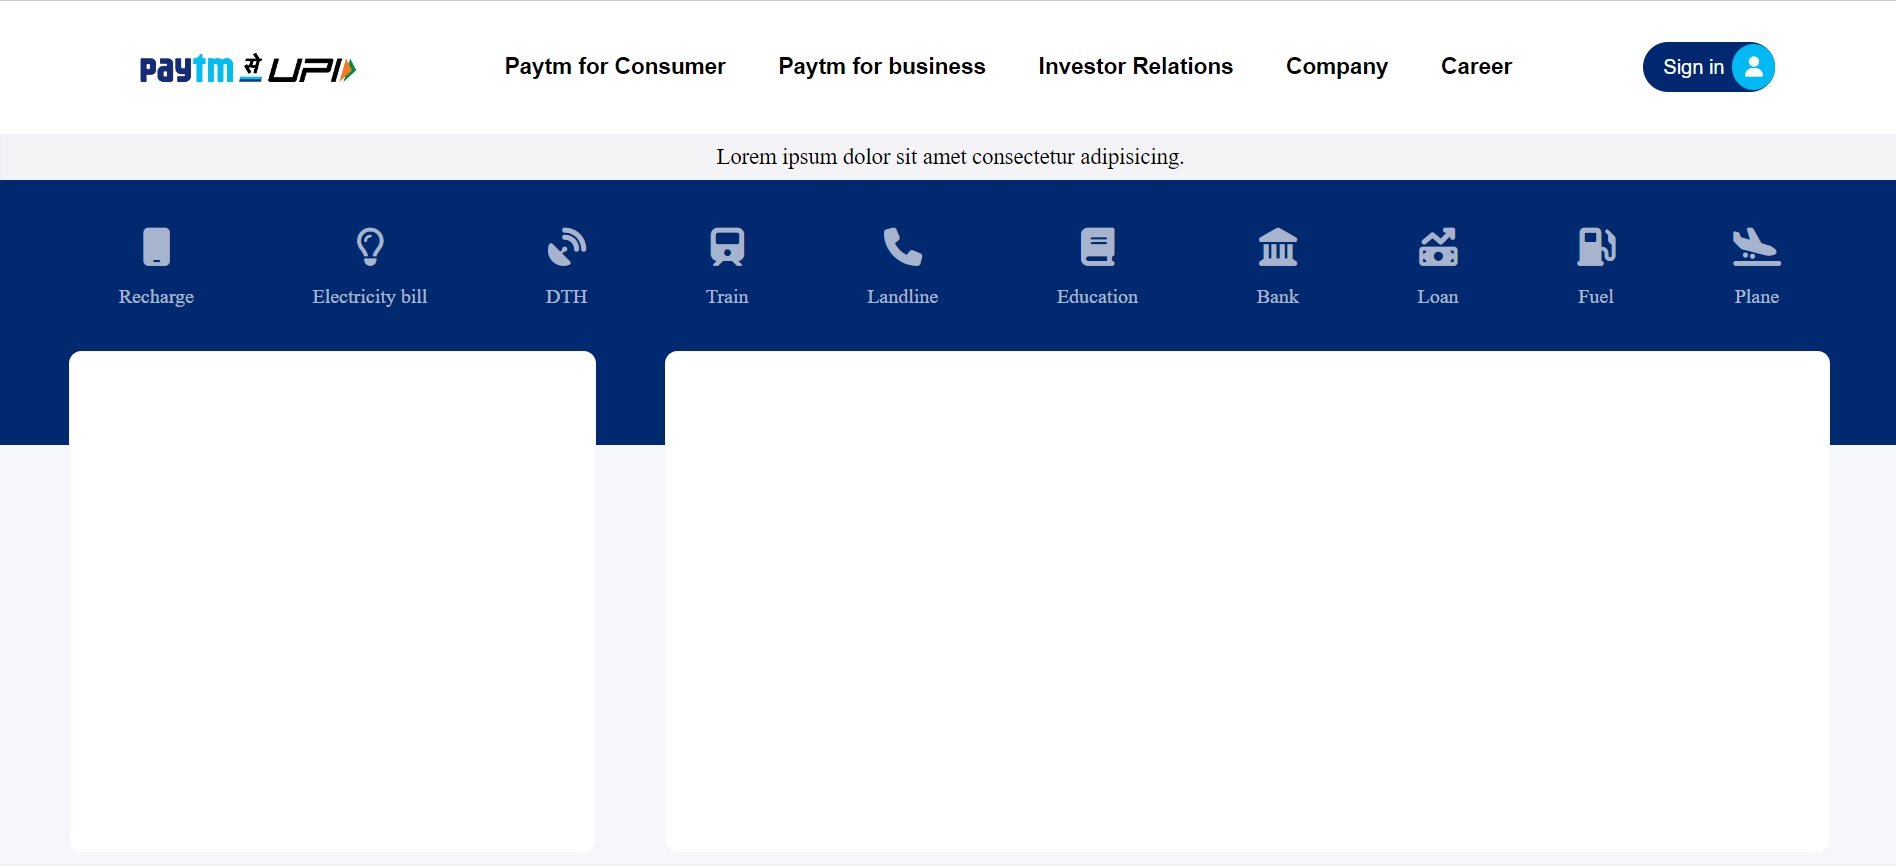 paytm से UPI
Paytm for Consumer
Paytm for business
Investor Relations
Company
Career
Sign in
Lorem ipsum dolor sit amet consectetur adipisicing.
Recharge
Electricity bill
DTH
Train
Landline
Education
Bank
Loan
Fuel
Plane